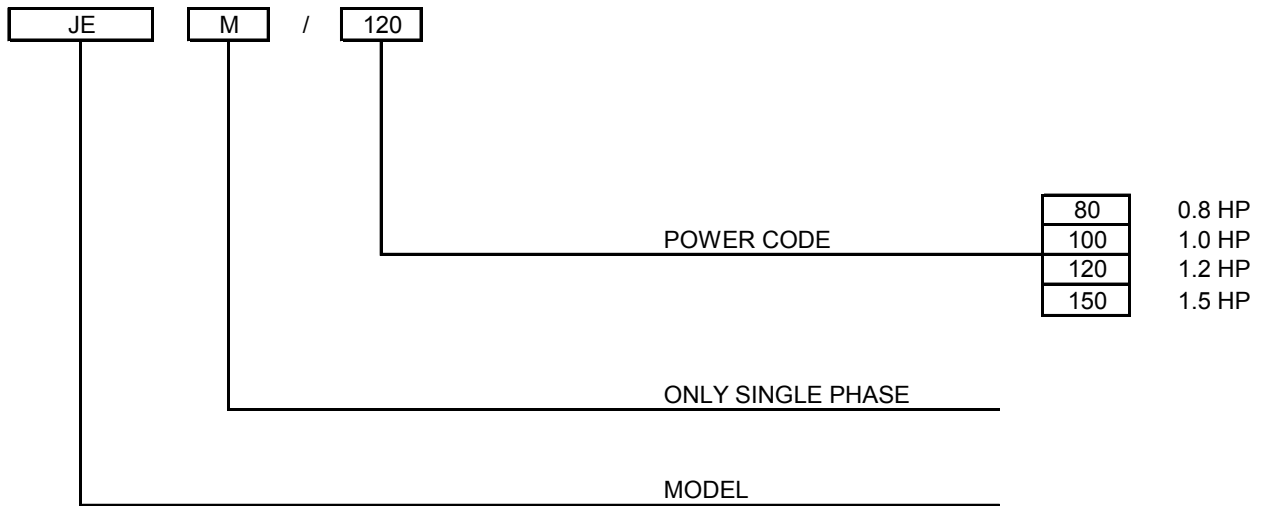 JE M / 120
80 0.8 HP
POWER CODE 100 1.0 HP
120 1.2 HP
150 1.5 HP
ONLY SINGLE PHASE
MODEL